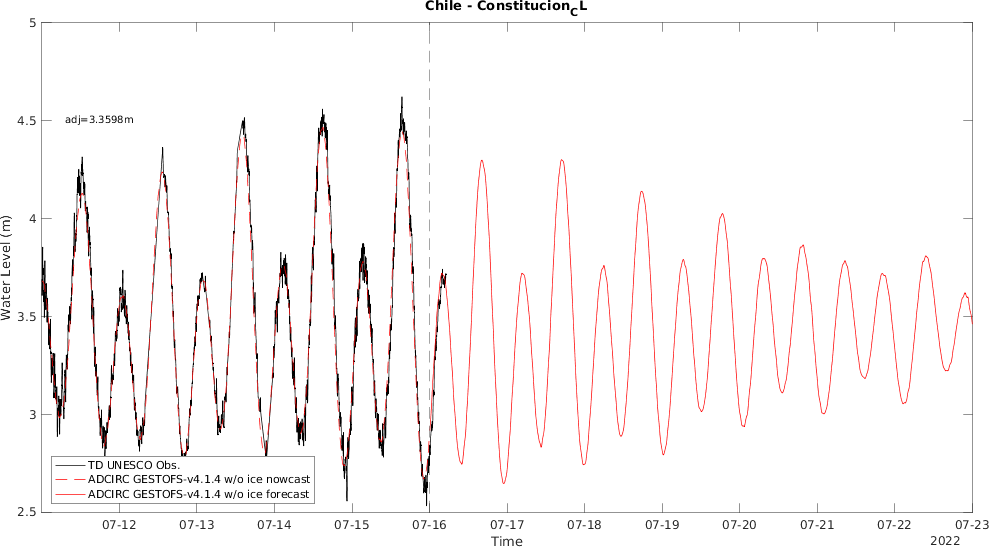 Chile - Constitucion_CL
5
4.5
4
3.5
3
2.5
Water Level (m)
adj=3.3598m
TD UNESCO Obs.
ADCIRC GESTOFS-v4.1.4 w/o ice nowcast
ADCIRC GESTOFS-v4.1.4 w/o ice forecast
07-12 07-13 07-14 07-15 07-16 07-17 07-18 07-19 07-20 07-21 07-22 07-23
Time
2022